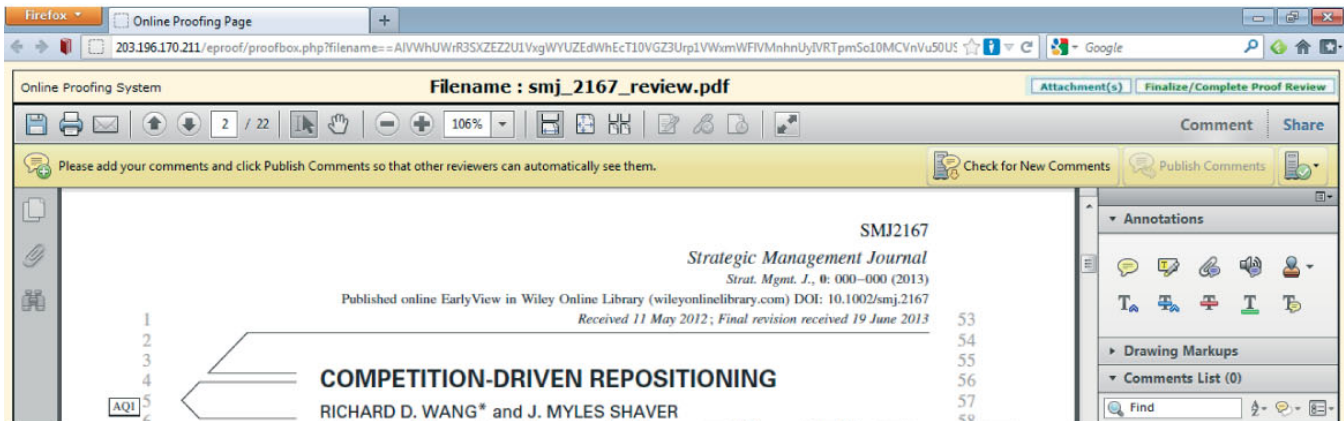 Firefox
Online Proofing Page
203.196.170.211/eproof/proofbox.php?filename=
Google
Online Proofing System
Filename : smj_2167_review.pdf
Attachment(s)
Finalize/Complete Proof Review
2 / 22
106%
Comment
Share
Please add your comments and click Publish Comments so that other reviewers can automatically see them.
Check for New Comments
Publish Comments
Annotations
SMJ2167
Strategic Management Journal
Strat. Mgmt. J., 0: 000–000 (2013)
Published online EarlyView in Wiley Online Library (wileyonlinelibrary.com) DOI: 10.1002/smj.2167
Received 11 May 2012; Final revision received 19 June 2013
1
2
3
4
5
53
54
55
56
57
58
AQ1
COMPETITION-DRIVEN REPOSITIONING
RICHARD D. WANG* and J. MYLES SHAVER
Drawing Markups
Comments List (0)
Find